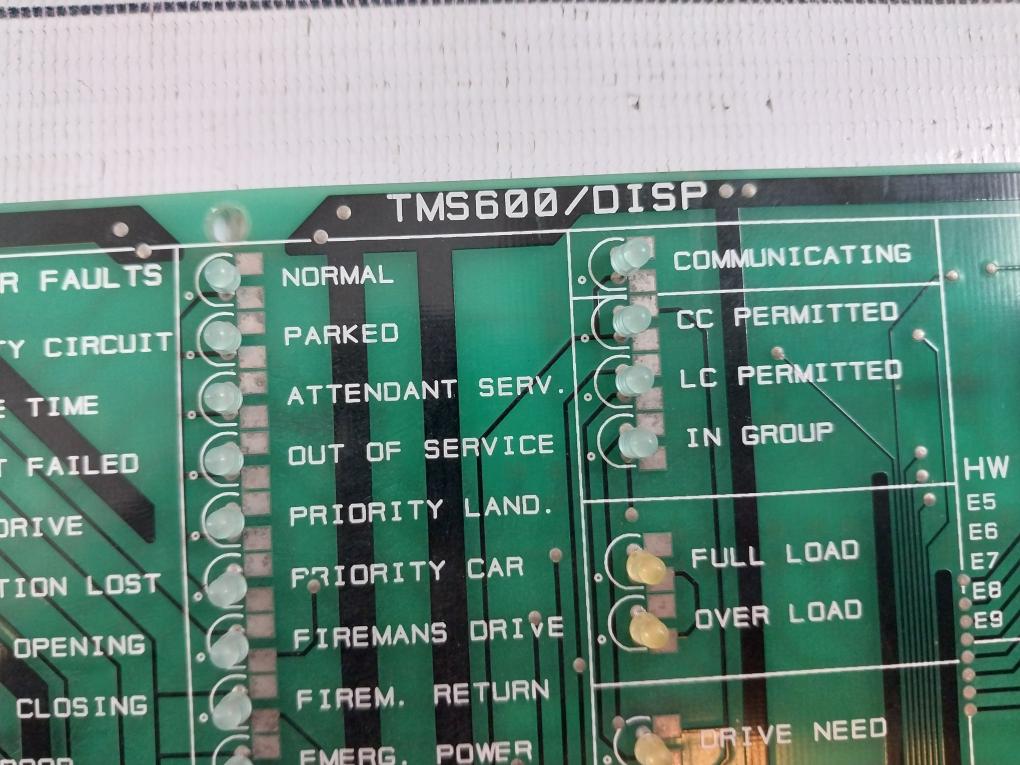 TMS600/DISP
R FAULTS
TY CIRCUIT
E TIME
T FAILED
DRIVE
TION LOST
OPENING
CLOSING
NORMAL
PARKED
ATTENDANT SERV.
OUT OF SERVICE
PRIORITY LAND.
PRIORITY CAR
FIREMANS DRIVE
FIREM. RETURN
EMERG. POWER
COMMUNICATING
CC PERMITTED
LC PERMITTED
IN GROUP
FULL LOAD
OVER LOAD
DRIVE NEED
HW
E5
E6
E7
E8
E9